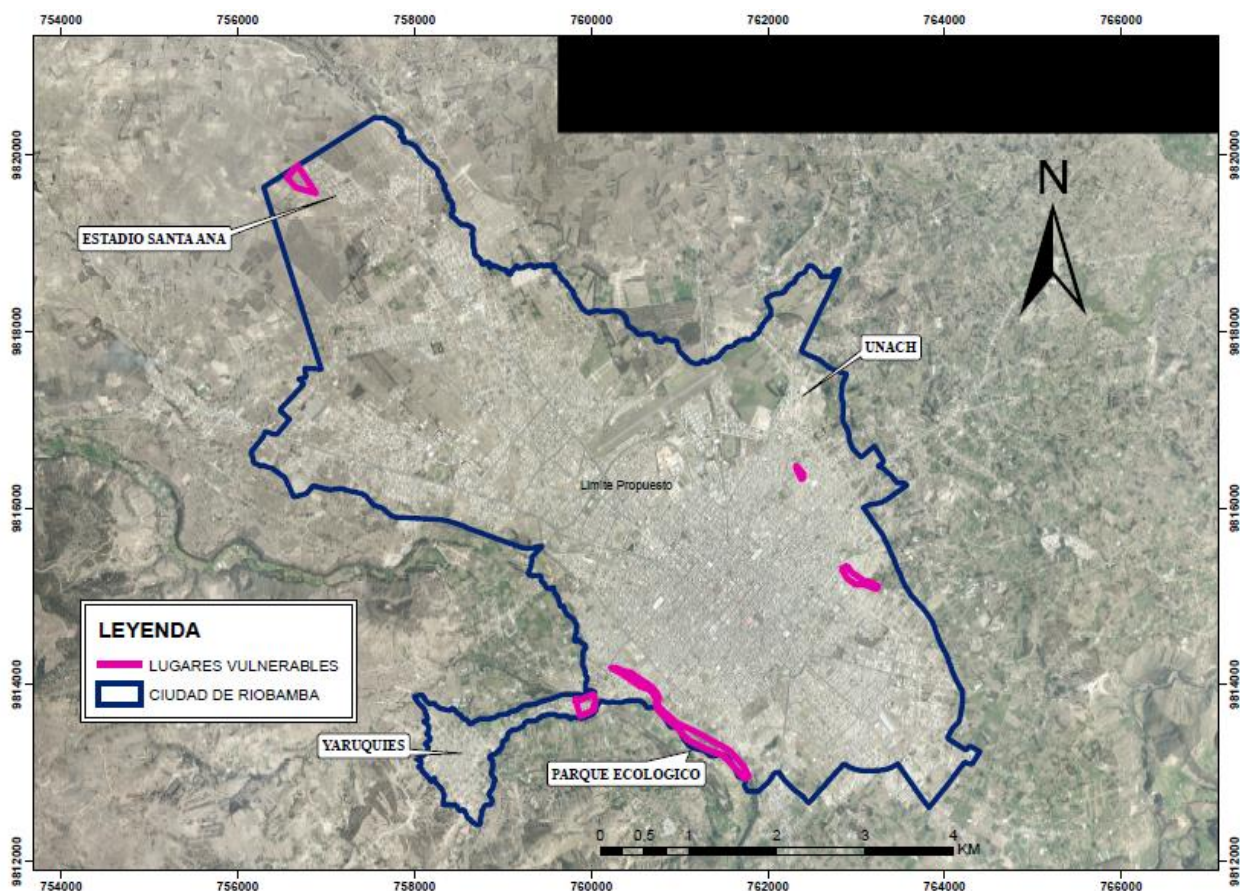 754000 756000 758000 760000 762000 764000 766000
9820000 9820000
N
ESTADIO SANTA ANA
9818000 9818000
UNACH
Limite Propuesto
9816000 9816000
LEYENDA
LUGARES VULNERABLES
CIUDAD DE RIOBAMBA
9814000 9814000
YARUQUIES
PARQUE ECOLOGICO
0 0,5 1 2 3 4
KM
9812000 9812000
754000 756000 758000 760000 762000 764000 766000